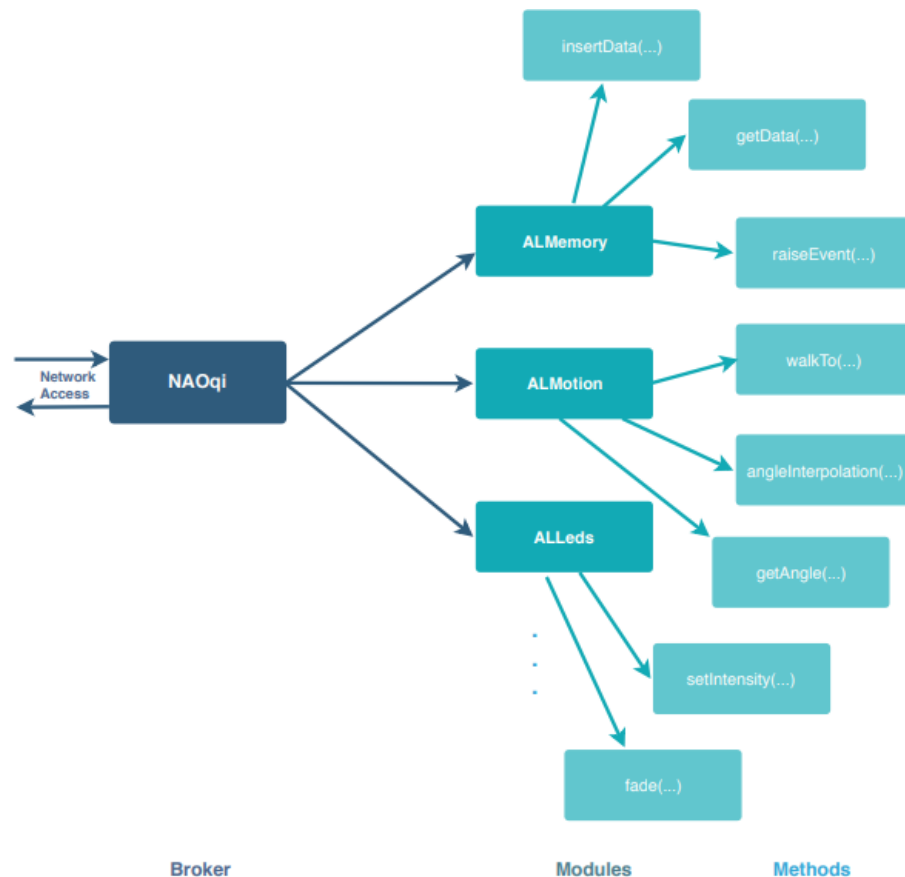 insertData(...)
getData(...)
ALMemory
raiseEvent(...)
NAOqi
Network
Access
ALMotion
walkTo(...)
angleInterpolation(...)
ALLeds
getAngle(...)
setIntensity(...)
fade(...)
Broker
Modules
Methods